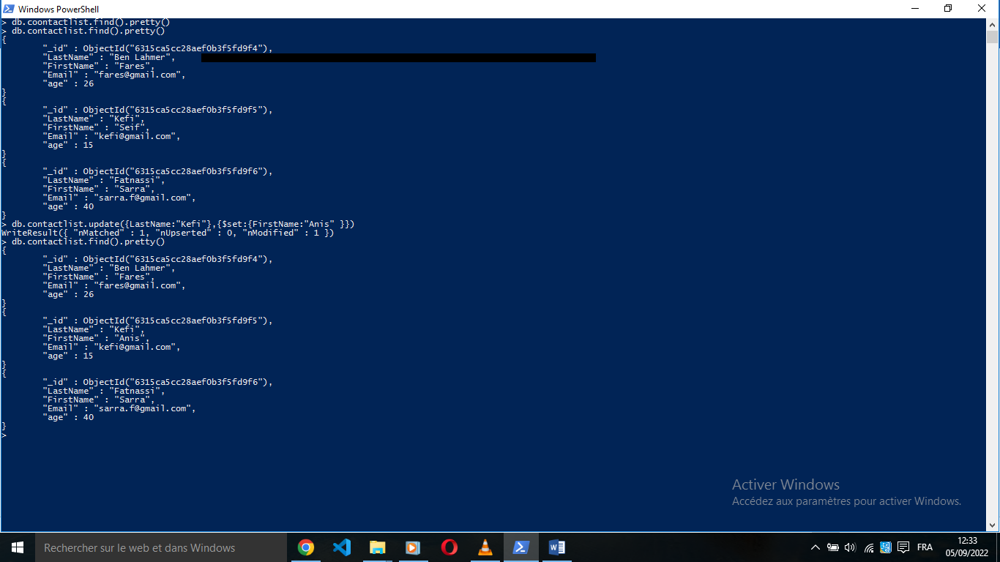 Windows PowerShell
> db.coontactlist.find().pretty()
> db.contactlist.find().pretty()
{
"_id" : ObjectId("6315ca5cc28aef0b3f5fd9f4"),
"LastName" : "Ben Lahmer",
"FirstName" : "Fares",
"Email" : "fares@gmail.com",
"age" : 26
}
{
"_id" : ObjectId("6315ca5cc28aef0b3f5fd9f5"),
"LastName" : "Kefi",
"FirstName" : "Seif",
"Email" : "kefi@gmail.com",
"age" : 15
}
{
"_id" : ObjectId("6315ca5cc28aef0b3f5fd9f6"),
"LastName" : "Fatnassi",
"FirstName" : "Sarra",
"Email" : "sarra.f@gmail.com",
"age" : 40
}
> db.contactlist.update({LastName:"Kefi"},{$set:{FirstName:"Anis" }})
WriteResult({ "nMatched" : 1, "nUpserted" : 0, "nModified" : 1 })
> db.contactlist.find().pretty()
{
"_id" : ObjectId("6315ca5cc28aef0b3f5fd9f4"),
"LastName" : "Ben Lahmer",
"FirstName" : "Fares",
"Email" : "fares@gmail.com",
"age" : 26
}
{
"_id" : ObjectId("6315ca5cc28aef0b3f5fd9f5"),
"LastName" : "Kefi",
"FirstName" : "Anis",
"Email" : "kefi@gmail.com",
"age" : 15
}
{
"_id" : ObjectId("6315ca5cc28aef0b3f5fd9f6"),
"LastName" : "Fatnassi",
"FirstName" : "Sarra",
"Email" : "sarra.f@gmail.com",
"age" : 40
}
>
Activer Windows
Accédez aux paramètres pour activer Windows.
Rechercher sur le web et dans Windows
FRA
12:33
05/09/2022